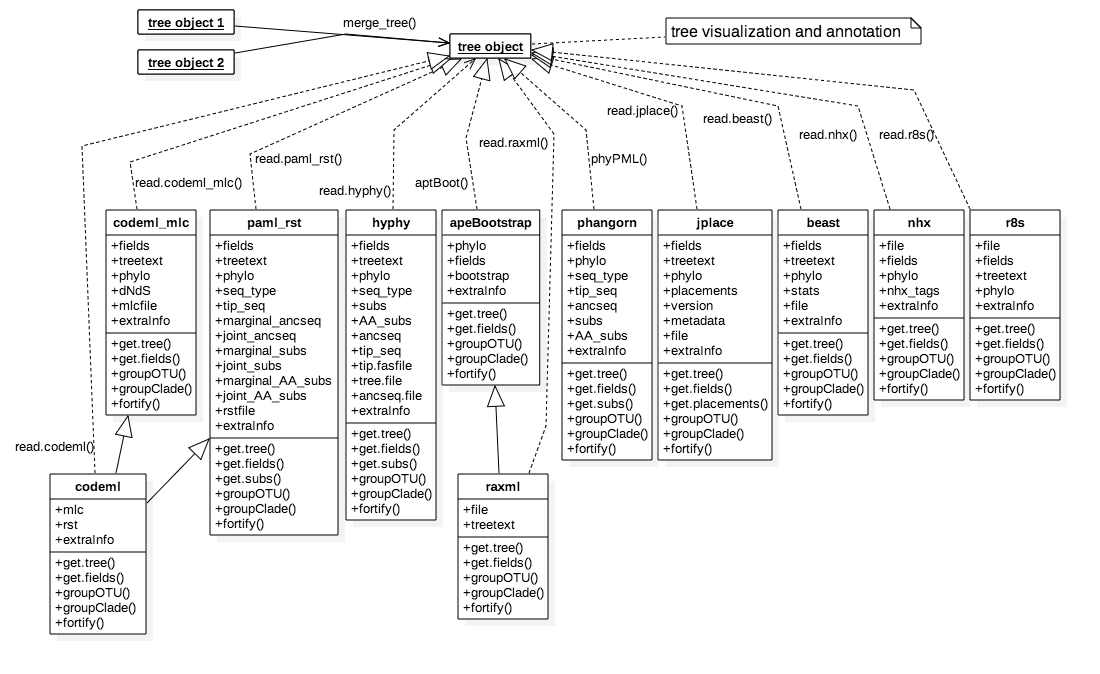 tree object 1
merge_tree()
tree object 2
tree object
tree visualization and annotation
read.codeml()
read.codeml_mlc()
read.paml_rst()
read.hyphy()
aptBoot()
read.raxml()
phyPML()
read.jplace()
read.beast()
read.nhx()
read.r8s()
codeml_mlc
+fields
+treetext
+phylo
+dNdS
+mlcfile
+extraInfo
+get.tree()
+get.fields()
+groupOTU()
+groupClade()
+fortify()
paml_rst
+fields
+treetext
+phylo
+seq_type
+tip_seq
+marginal_ancseq
+joint_ancseq
+marginal_subs
+joint_subs
+marginal_AA_subs
+joint_AA_subs
+rstfile
+extraInfo
+get.tree()
+get.fields()
+get.subs()
+groupOTU()
+groupClade()
+fortify()
hyphy
+fields
+treetext
+phylo
+seq_type
+subs
+AA_subs
+ancseq
+tip_seq
+tip.fasfile
+tree.file
+ancseq.file
+extraInfo
+get.tree()
+get.fields()
+get.subs()
+groupOTU()
+groupClade()
+fortify()
apeBootstrap
+phylo
+fields
+bootstrap
+extraInfo
+get.tree()
+get.fields()
+groupOTU()
+groupClade()
+fortify()
phangorn
+fields
+phylo
+seq_type
+tip_seq
+ancseq
+subs
+AA_subs
+extraInfo
+get.tree()
+get.fields()
+get.subs()
+groupOTU()
+groupClade()
+fortify()
jplace
+fields
+treetext
+phylo
+placements
+version
+metadata
+file
+extraInfo
+get.tree()
+get.fields()
+get.placements()
+groupOTU()
+groupClade()
+fortify()
beast
+fields
+treetext
+phylo
+stats
+file
+extraInfo
+get.tree()
+get.fields()
+groupOTU()
+groupClade()
+fortify()
nhx
+file
+fields
+phylo
+nhx_tags
+extraInfo
+get.tree()
+get.fields()
+groupOTU()
+groupClade()
+fortify()
r8s
+file
+fields
+treetext
+phylo
+extraInfo
+get.tree()
+get.fields()
+groupOTU()
+groupClade()
+fortify()
codeml
+mlc
+rst
+extraInfo
+get.tree()
+get.fields()
+groupOTU()
+groupClade()
+fortify()
raxml
+file
+treetext
+get.tree()
+get.fields()
+groupOTU()
+groupClade()
+fortify()